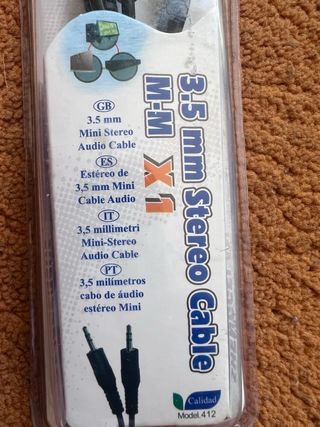 3.5 mm Stereo Cable
M-M X1
GB
3.5 mm
Mini Stereo
Audio Cable
ES
Estéreo de
3,5 mm Mini
Cable Audio
IT
3,5 millimetri
Mini-Stereo
Audio Cable
PT
3,5 milímetros
cabo de áudio
estéreo Mini
Calidad
Model. 412